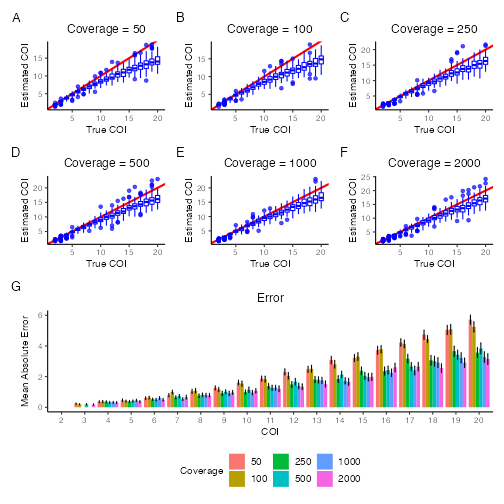 A
Coverage = 50
Estimated COI
15
10
5
5
10
15
20
True COI
B
Coverage = 100
Estimated COI
15
10
5
5
10
15
20
True COI
C
Coverage = 250
Estimated COI
20
15
10
5
5
10
15
20
True COI
D
Coverage = 500
Estimated COI
20
15
10
5
5
10
15
20
True COI
E
Coverage = 1000
Estimated COI
20
15
10
5
5
10
15
20
True COI
F
Coverage = 2000
Estimated COI
25
20
15
10
5
5
10
15
20
True COI
G
Error
Mean Absolute Error
6
4
2
0
2 3 4 5 6 7 8 9 10 11 12 13 14 15 16 17 18 19 20
COI
Coverage
50 250 1000
100 500 2000